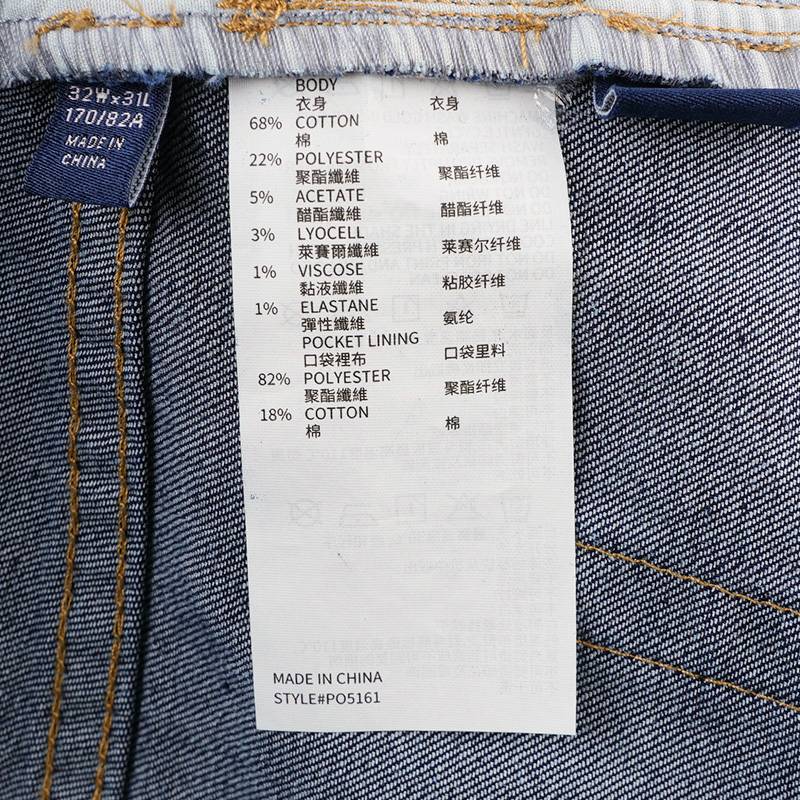 32W×31L
170/82A
MADE IN
CHINA
BODY
衣身 衣身
68% COTTON
棉 棉
22% POLYESTER
聚酯纖維 聚酯纤维
5% ACETATE
醋酯纖維 醋酯纤维
3% LYOCELL
萊賽爾纖維 莱赛尔纤维
1% VISCOSE
黏液纖維 粘胶纤维
1% ELASTANE
彈性纖維 氨纶
POCKET LINING
口袋裡布 口袋里料
82% POLYESTER
聚酯纖維 聚酯纤维
18% COTTON
棉 棉
MADE IN CHINA
STYLE#PO5161